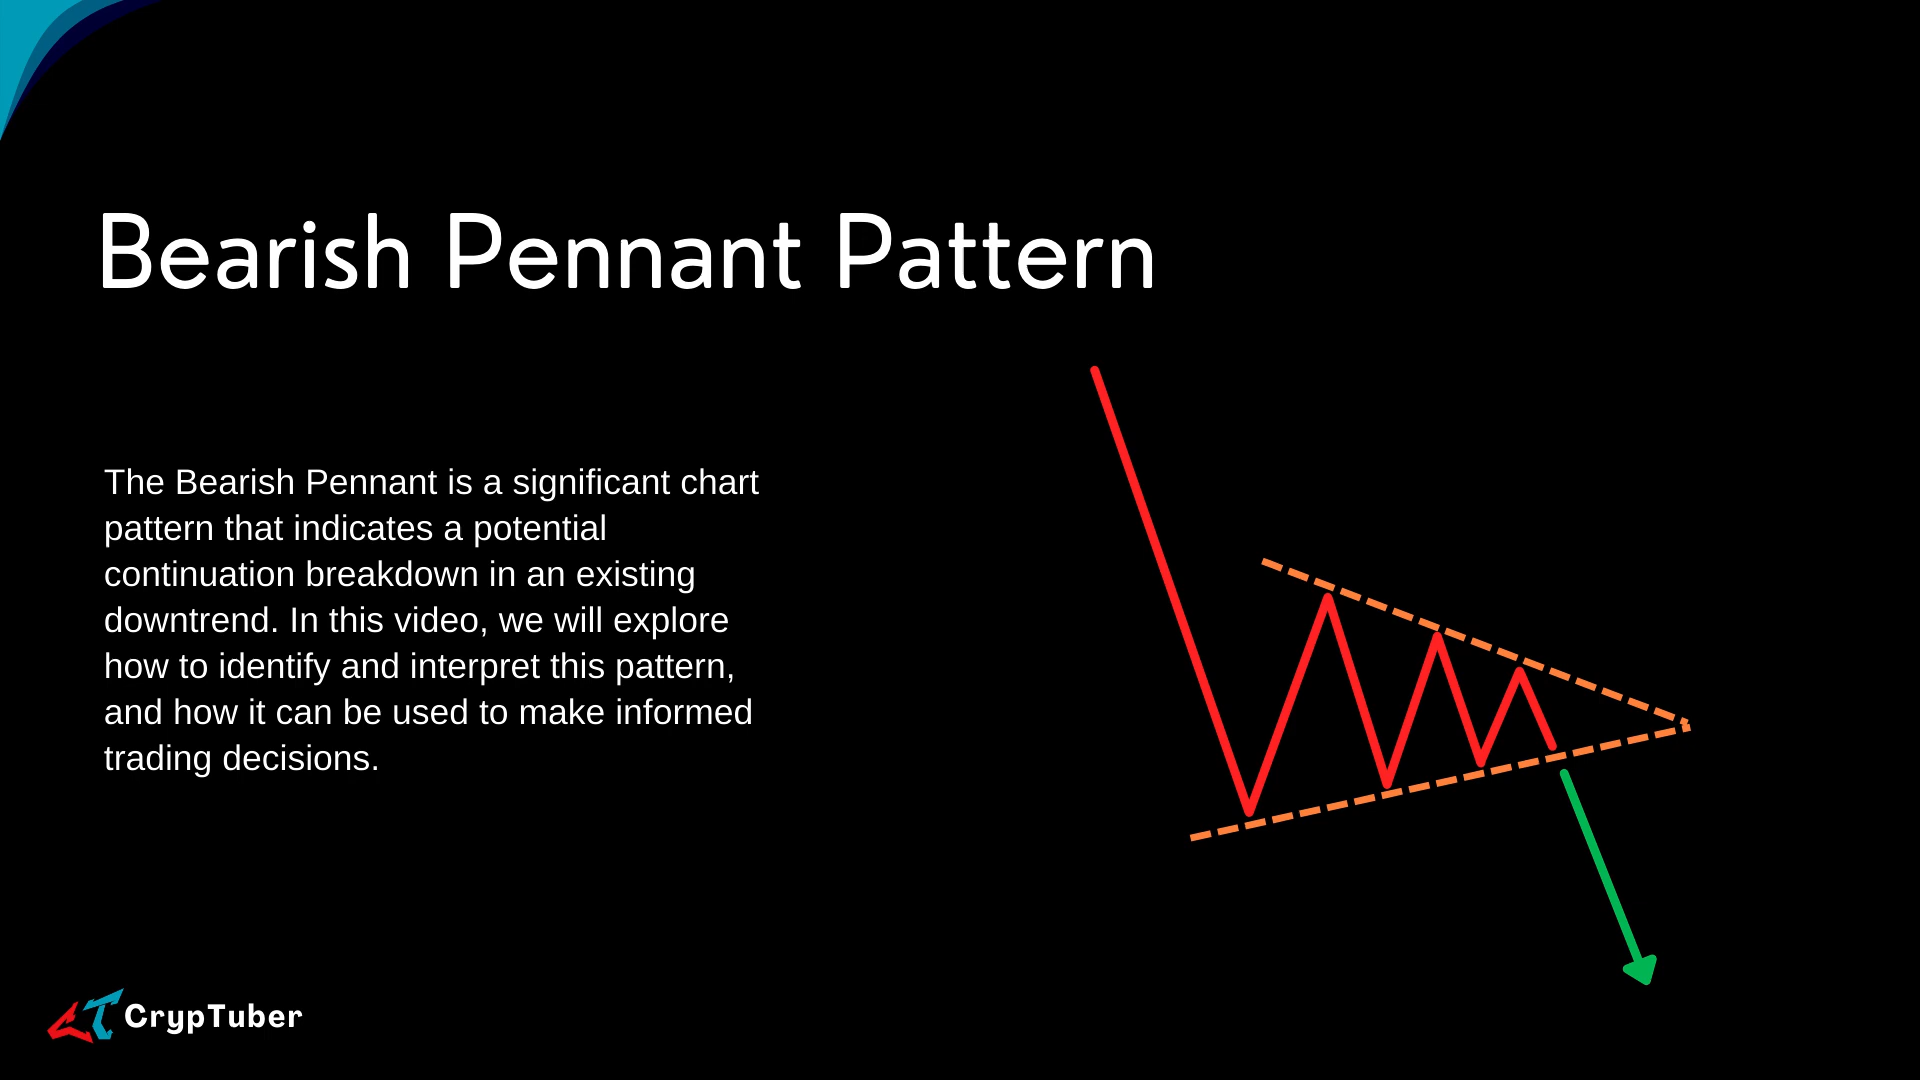 Bearish Pennant Pattern
The Bearish Pennant is a significant chart
pattern that indicates a potential
continuation breakdown in an existing
downtrend. In this video, we will explore
how to identify and interpret this pattern,
and how it can be used to make informed
trading decisions.
CrypTuber